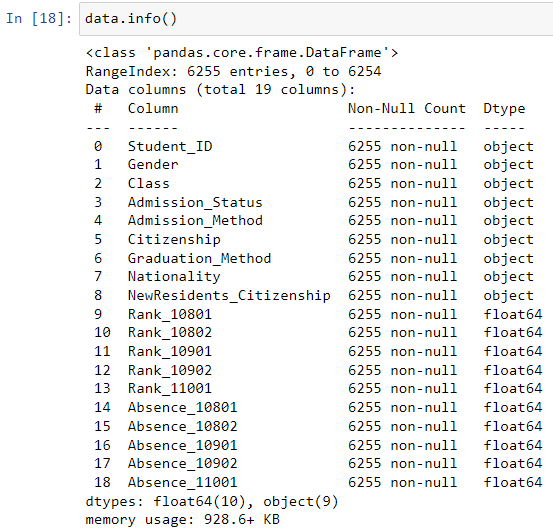 In [18]: data.info()
<class 'pandas.core.frame.DataFrame'>
RangeIndex: 6255 entries, 0 to 6254
Data columns (total 19 columns):
 #   Column                    Non-Null Count  Dtype
---  ------                    --------------  -----
 0   Student_ID                6255 non-null   object
 1   Gender                    6255 non-null   object
 2   Class                     6255 non-null   object
 3   Admission_Status          6255 non-null   object
 4   Admission_Method          6255 non-null   object
 5   Citizenship               6255 non-null   object
 6   Graduation_Method         6255 non-null   object
 7   Nationality               6255 non-null   object
 8   NewResidents_Citizenship  6255 non-null   object
 9   Rank_10801                6255 non-null   float64
 10  Rank_10802                6255 non-null   float64
 11  Rank_10901                6255 non-null   float64
 12  Rank_10902                6255 non-null   float64
 13  Rank_11001                6255 non-null   float64
 14  Absence_10801             6255 non-null   float64
 15  Absence_10802             6255 non-null   float64
 16  Absence_10901             6255 non-null   float64
 17  Absence_10902             6255 non-null   float64
 18  Absence_11001             6255 non-null   float64
dtypes: float64(10), object(9)
memory usage: 928.6+ KB